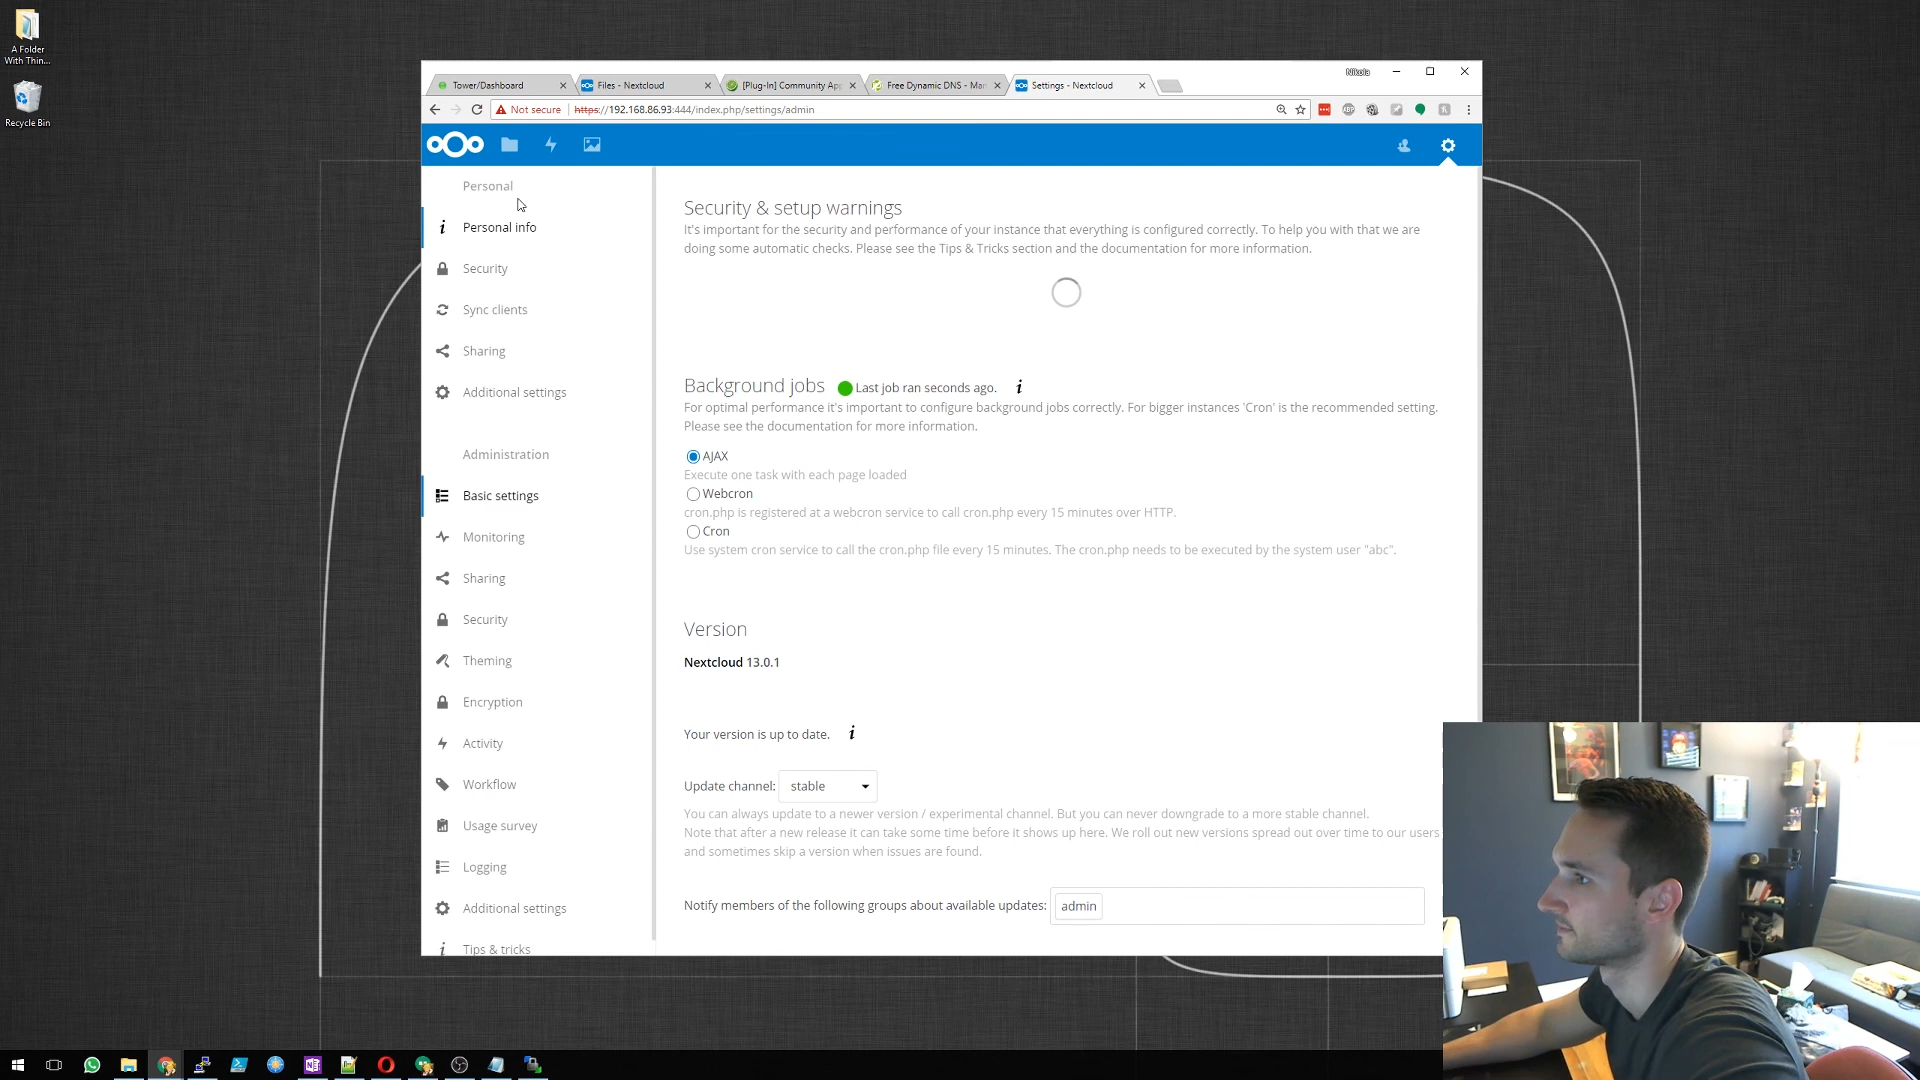 A Folder
With Thin...
Recycle Bin
Nikola
Tower/Dashboard
Files - Nextcloud
[Plug-In] Community App
Free Dynamic DNS - Man
Settings - Nextcloud
Not secure
https://192.168.86.93:444/index.php/settings/admin
ABP
Personal
Personal info
Security
Sync clients
Sharing
Additional settings
Administration
Basic settings
Monitoring
Sharing
Security
Theming
Encryption
Activity
Workflow
Usage survey
Logging
Additional settings
Tips & tricks
Security & setup warnings
It's important for the security and performance of your instance that everything is configured correctly. To help you with that we are
doing some automatic checks. Please see the Tips & Tricks section and the documentation for more information.
Background jobs Last job ran seconds ago.
For optimal performance it's important to configure background jobs correctly. For bigger instances 'Cron' is the recommended setting.
Please see the documentation for more information.
AJAX
Execute one task with each page loaded
Webcron
cron.php is registered at a webcron service to call cron.php every 15 minutes over HTTP.
Cron
Use system cron service to call the cron.php file every 15 minutes. The cron.php needs to be executed by the system user "abc".
Version
Nextcloud 13.0.1
Your version is up to date.
Update channel: stable
You can always update to a newer version / experimental channel. But you can never downgrade to a more stable channel.
Note that after a new release it can take some time before it shows up here. We roll out new versions spread out over time to our users
and sometimes skip a version when issues are found.
Notify members of the following groups about available updates: admin